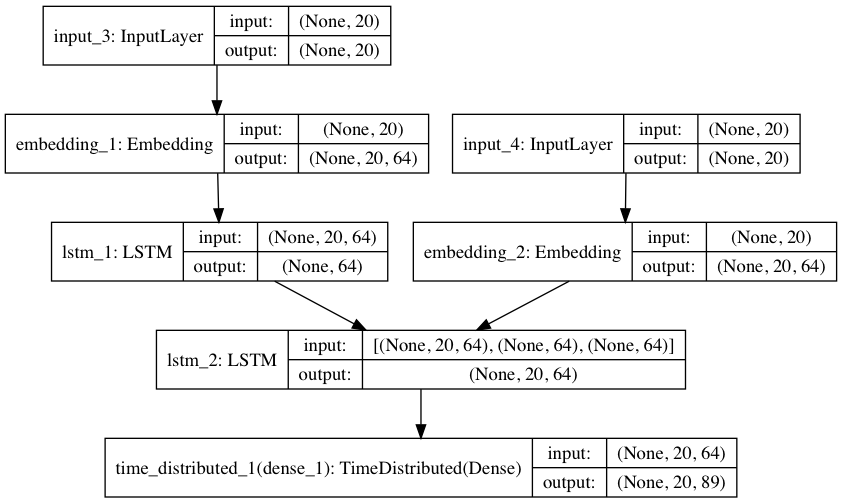 input_3: InputLayer
input: (None, 20)
output: (None, 20)
embedding_1: Embedding
input: (None, 20)
output: (None, 20, 64)
input_4: InputLayer
input: (None, 20)
output: (None, 20)
lstm_1: LSTM
input: (None, 20, 64)
output: (None, 64)
embedding_2: Embedding
input: (None, 20)
output: (None, 20, 64)
lstm_2: LSTM
input: [(None, 20, 64), (None, 64), (None, 64)]
output: (None, 20, 64)
time_distributed_1(dense_1): TimeDistributed(Dense)
input: (None, 20, 64)
output: (None, 20, 89)